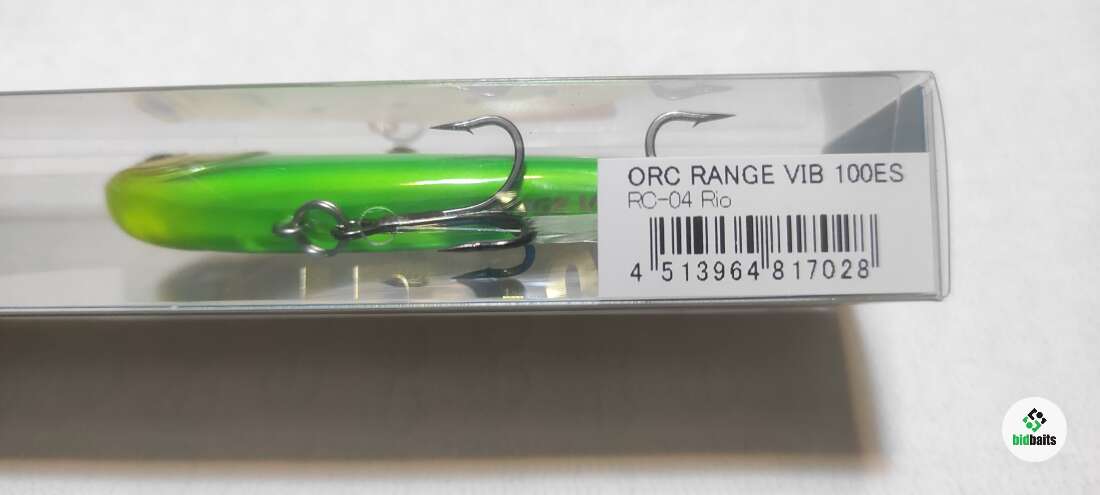 ORC RANGE VIB 100ES
RC-04 Rio
4 513964 817028
bidbaits